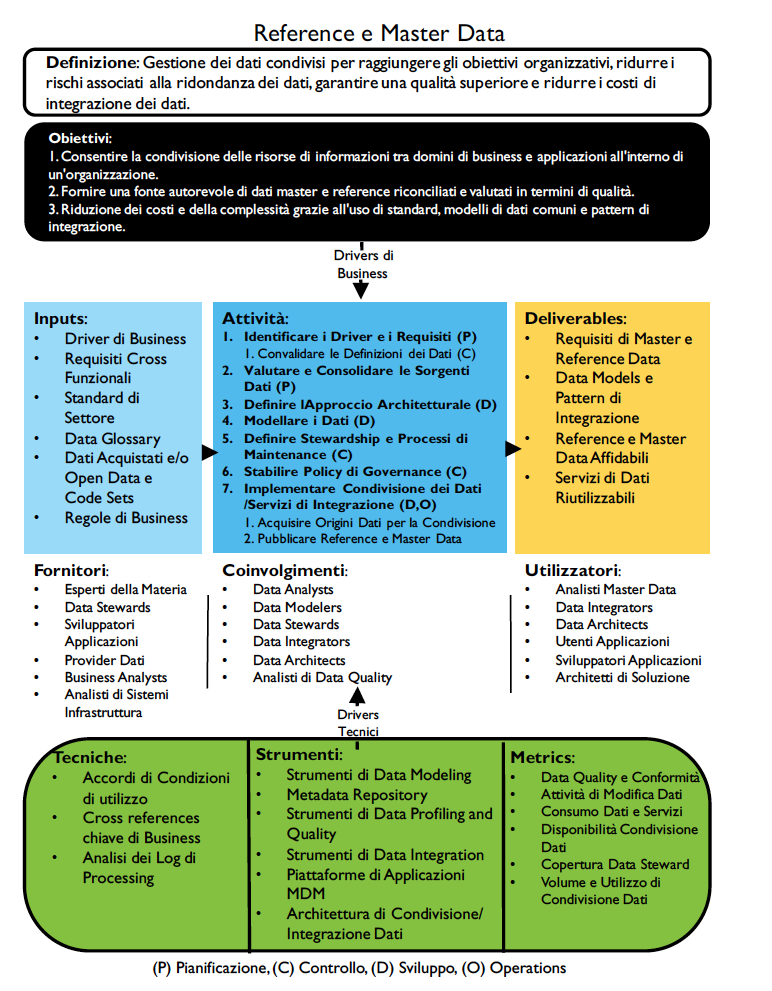 Reference e Master Data
Definizione: Gestione dei dati condivisi per raggiungere gli obiettivi organizzativi, ridurre i
rischi associati alla ridondanza dei dati, garantire una qualità superiore e ridurre i costi di
integrazione dei dati.
Obiettivi:
1. Consentire la condivisione delle risorse di informazioni tra domini di business e applicazioni all'interno di
un'organizzazione.
2. Fornire una fonte autorevole di dati master e reference riconciliati e valutati in termini di qualità.
3. Riduzione dei costi e della complessità grazie all'uso di standard, modelli di dati comuni e pattern di
integrazione.
Drivers di
Business
Inputs:
• Driver di Business
• Requisiti Cross
Funzionali
• Standard di
Settore
• Data Glossary
• Dati Acquistati e/o
Open Data e
Code Sets
• Regole di Business
Attività:
1. Identificare i Driver e i Requisiti (P)
1. Convalidare le Definizioni dei Dati (C)
2. Valutare e Consolidare le Sorgenti
Dati (P)
3. Definire lApproccio Architetturale (D)
4. Modellare i Dati (D)
5. Definire Stewardship e Processi di
Maintenance (C)
6. Stabilire Policy di Governance (C)
7. Implementare Condivisione dei Dati
/Servizi di Integrazione (D,O)
1. Acquisire Origini Dati per la Condivisione
2. Pubblicare Reference e Master Data
Deliverables:
• Requisiti di Master e
Reference Data
• Data Models e
Pattern di
Integrazione
• Reference e Master
Data Affidabili
• Servizi di Dati
Riutilizzabili
Fornitori:
• Esperti della Materia
• Data Stewards
• Sviluppatori
Applicazioni
• Provider Dati
• Business Analysts
• Analisti di Sistemi
Infrastruttura
Coinvolgimenti:
• Data Analysts
• Data Modelers
• Data Stewards
• Data Integrators
• Data Architects
• Analisti di Data Quality
Utilizzatori:
• Analisti Master Data
• Data Integrators
• Data Architects
• Utenti Applicazioni
• Sviluppatori Applicazioni
• Architetti di Soluzione
Drivers
Tecnici
Tecniche:
• Accordi di Condizioni
di utilizzo
• Cross references
chiave di Business
• Analisi dei Log di
Processing
Strumenti:
• Strumenti di Data Modeling
• Metadata Repository
• Strumenti di Data Profiling and
Quality
• Strumenti di Data Integration
• Piattaforme di Applicazioni
MDM
• Architettura di Condivisione/
Integrazione Dati
Metrics:
• Data Quality e Conformità
• Attività di Modifica Dati
• Consumo Dati e Servizi
• Disponibilità Condivisione
Dati
• Copertura Data Steward
• Volume e Utilizzo di
Condivisione Dati
(P) Pianificazione, (C) Controllo, (D) Sviluppo, (O) Operations